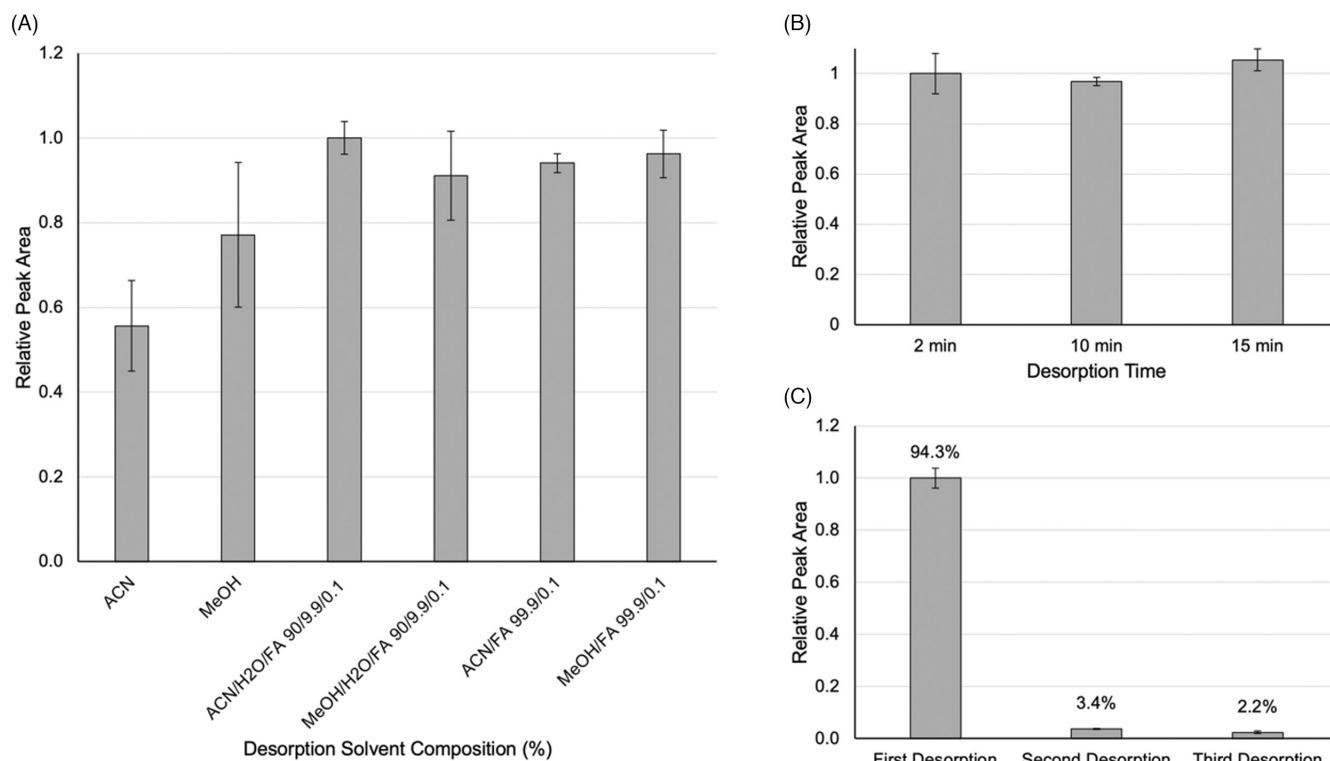 (A)
1.2
1.0
0.8
0.6
0.4
0.2
0.0
Relative Peak Area
ACN
MeOH
ACN/H2O/FA 90/9.9/0.1
MeOH/H2O/FA 90/9.9/0.1
ACN/FA 99.9/0.1
MeOH/FA 99.9/0.1
Desorption Solvent Composition (%)
(B)
1
0.8
0.6
0.4
0.2
0
Relative Peak Area
2 min
10 min
15 min
Desorption Time
(C)
1.2
1.0
0.8
0.6
0.4
0.2
0.0
Relative Peak Area
94.3%
3.4%
2.2%
First Desorption
Second Desorption
Third Desorption